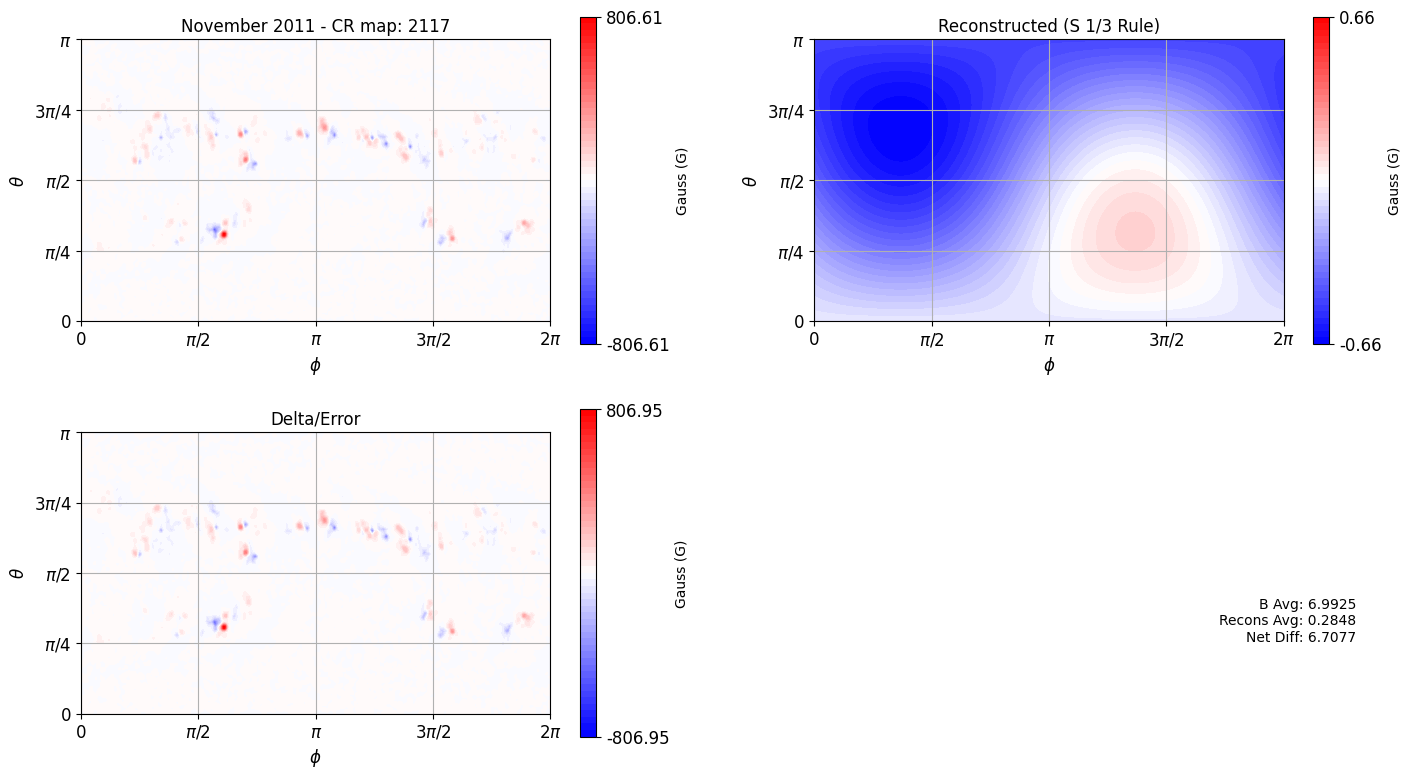 November 2011 - CR map: 2117
π
3π/4
π/2
π/4
0
θ
0
π/2
π
3π/2
2π
ϕ
806.61
-806.61
Gauss (G)
Reconstructed (S 1/3 Rule)
π
3π/4
π/2
π/4
0
θ
0
π/2
π
3π/2
2π
ϕ
0.66
-0.66
Gauss (G)
Delta/Error
π
3π/4
π/2
π/4
0
θ
0
π/2
π
3π/2
2π
ϕ
806.95
-806.95
Gauss (G)
B Avg: 6.9925
Recons Avg: 0.2848
Net Diff: 6.7077